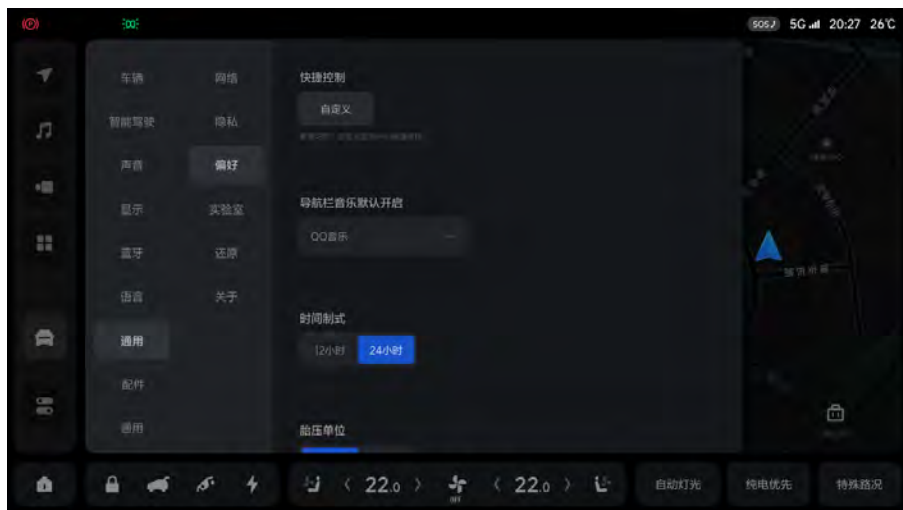 (P)
SOS 5G 20:27 26℃
车辆
网络
快捷控制
智能驾驶
隐私
自定义
声音
偏好
显示
实验室
导航栏音乐默认开启
QQ音乐
蓝牙
还原
语言
关于
时间制式
通用
12小时
24小时
配件
通用
胎压单位
22.0
OFF
22.0
自动灯光
纯电优先
特殊路况